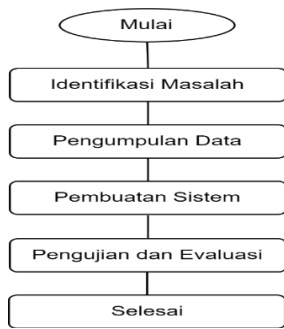 Mulai
Identifikasi Masalah
Pengumpulan Data
Pembuatan Sistem
Pengujian dan Evaluasi
Selesai